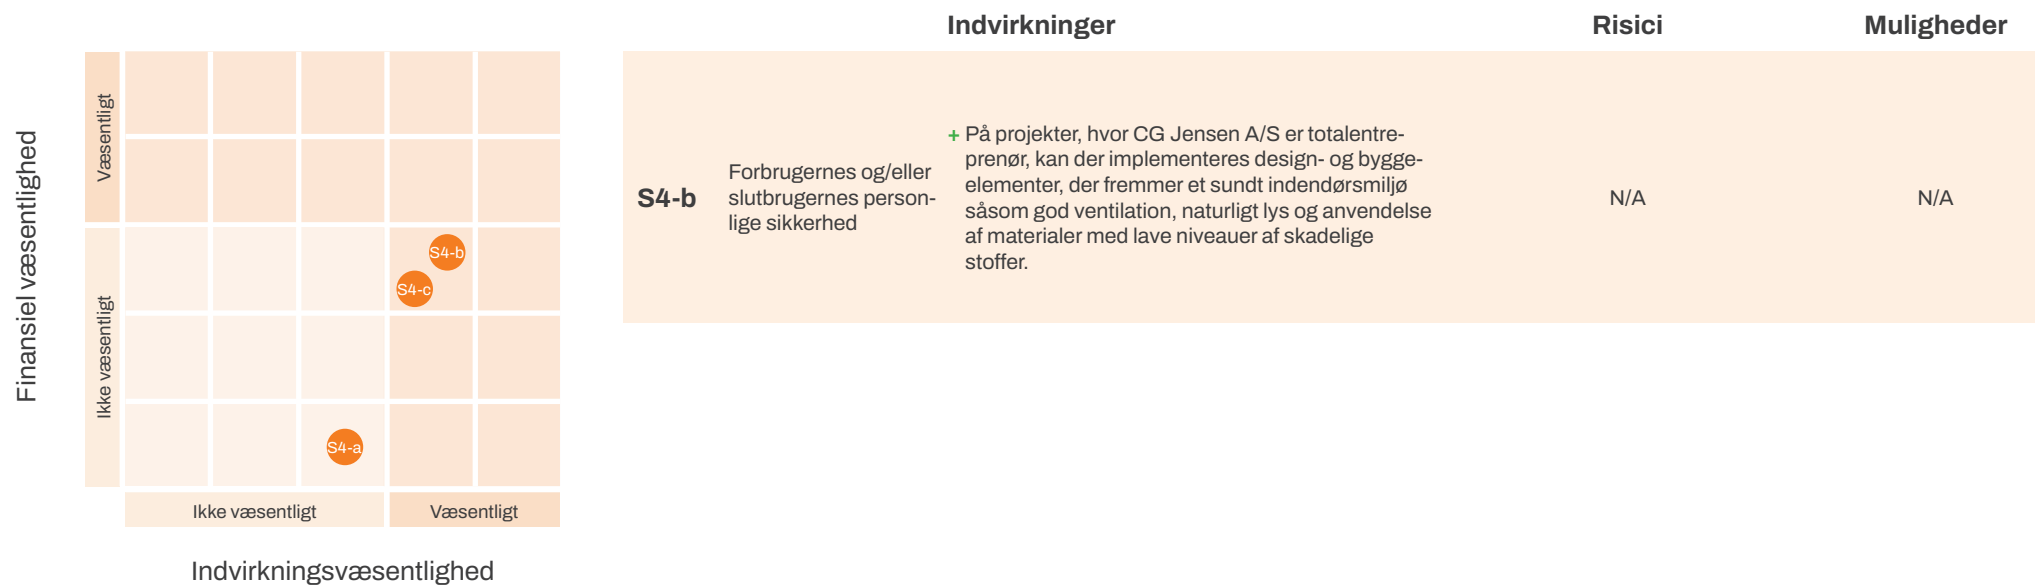 Finansiel væsentlighed
Væsentligt
Ikke væsentligt
S4-b
S4-c
S4-a
Ikke væsentligt
Væsentligt
Indvirkningsvæsentlighed
Indvirkninger
Risici
Muligheder
S4-b
Forbrugernes og/eller
slutbrugernes person-
lige sikkerhed
+ På projekter, hvor CG Jensen A/S er totalentre-
prenør, kan der implementeres design- og bygge-
elementer, der fremmer et sundt indendørsmiljø
såsom god ventilation, naturligt lys og anvendelse
af materialer med lave niveauer af skadelige
stoffer.
N/A
N/A